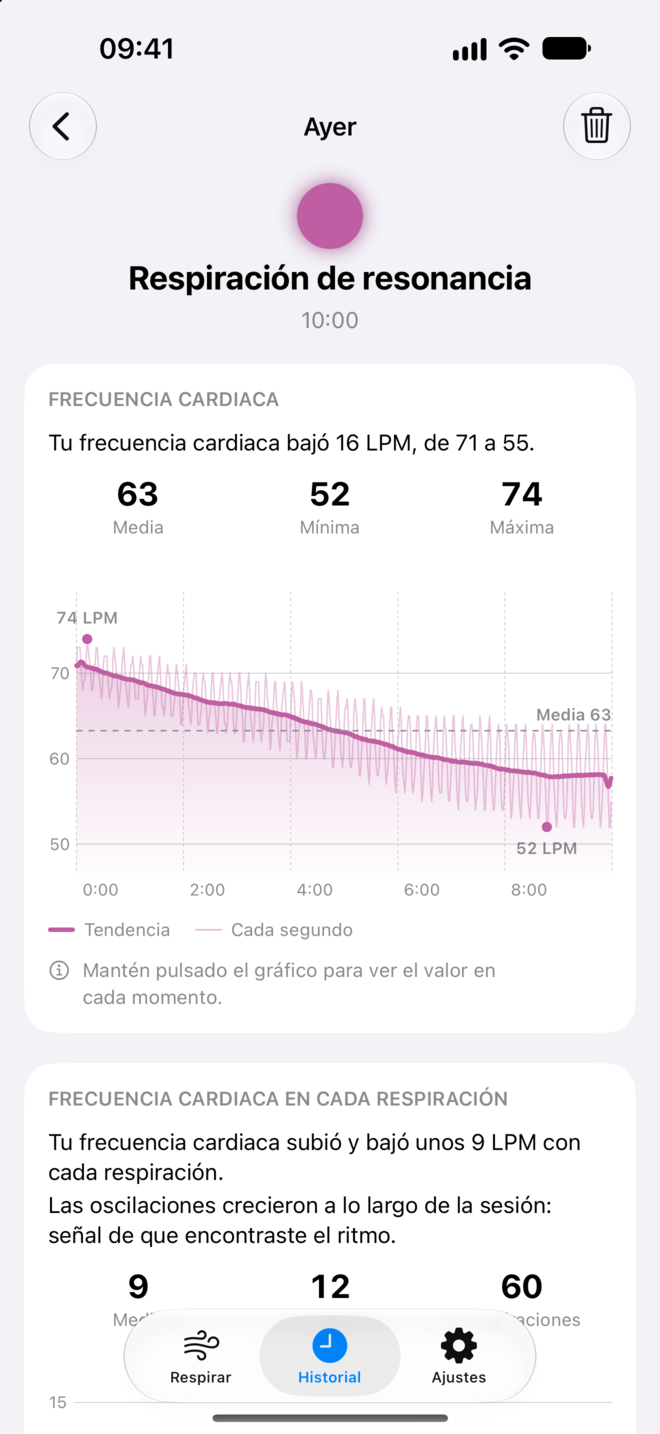 09:41
Ayer
Respiración de resonancia
10:00
FRECUENCIA CARDIACA
Tu frecuencia cardiaca bajó 16 LPM, de 71 a 55.
63 52 74
Media Mínima Máxima
74 LPM
70
Media 63
60
50
52 LPM
0:00 2:00 4:00 6:00 8:00
Tendencia Cada segundo
Mantén pulsado el gráfico para ver el valor en
cada momento.
FRECUENCIA CARDIACA EN CADA RESPIRACIÓN
Tu frecuencia cardiaca subió y bajó unos 9 LPM con
cada respiración.
Las oscilaciones crecieron a lo largo de la sesión:
señal de que encontraste el ritmo.
9 12 60
Respirar Historial Ajustes
15